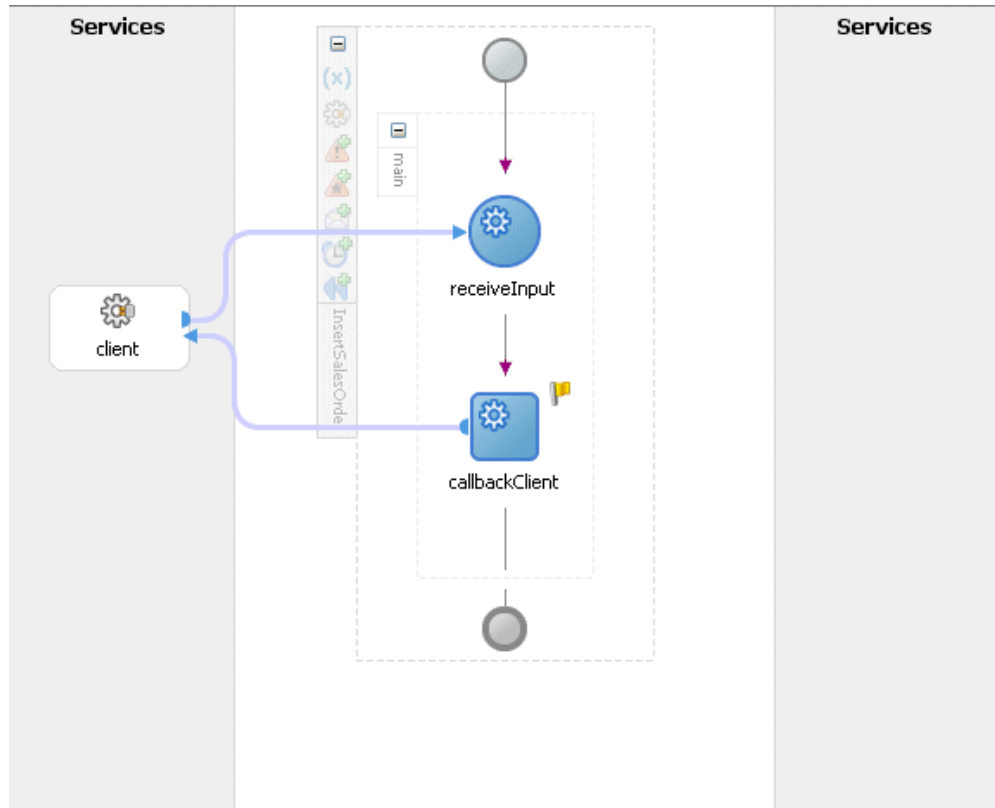 Services
Services
(x)
main
receiveInput
client
InsertSalesOrde
callbackClient